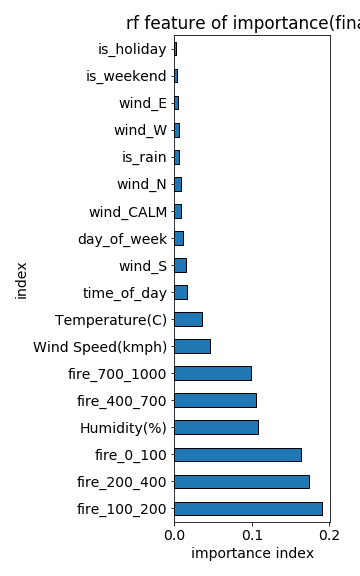 rf feature of importance(fina
is_holiday
is_weekend
wind_E
wind_W
is_rain
wind_N
wind_CALM
day_of_week
wind_S
time_of_day
Temperature(C)
Wind Speed(kmph)
fire_700_1000
fire_400_700
Humidity(%)
fire_0_100
fire_200_400
fire_100_200
index
0.0 0.1 0.2
importance index